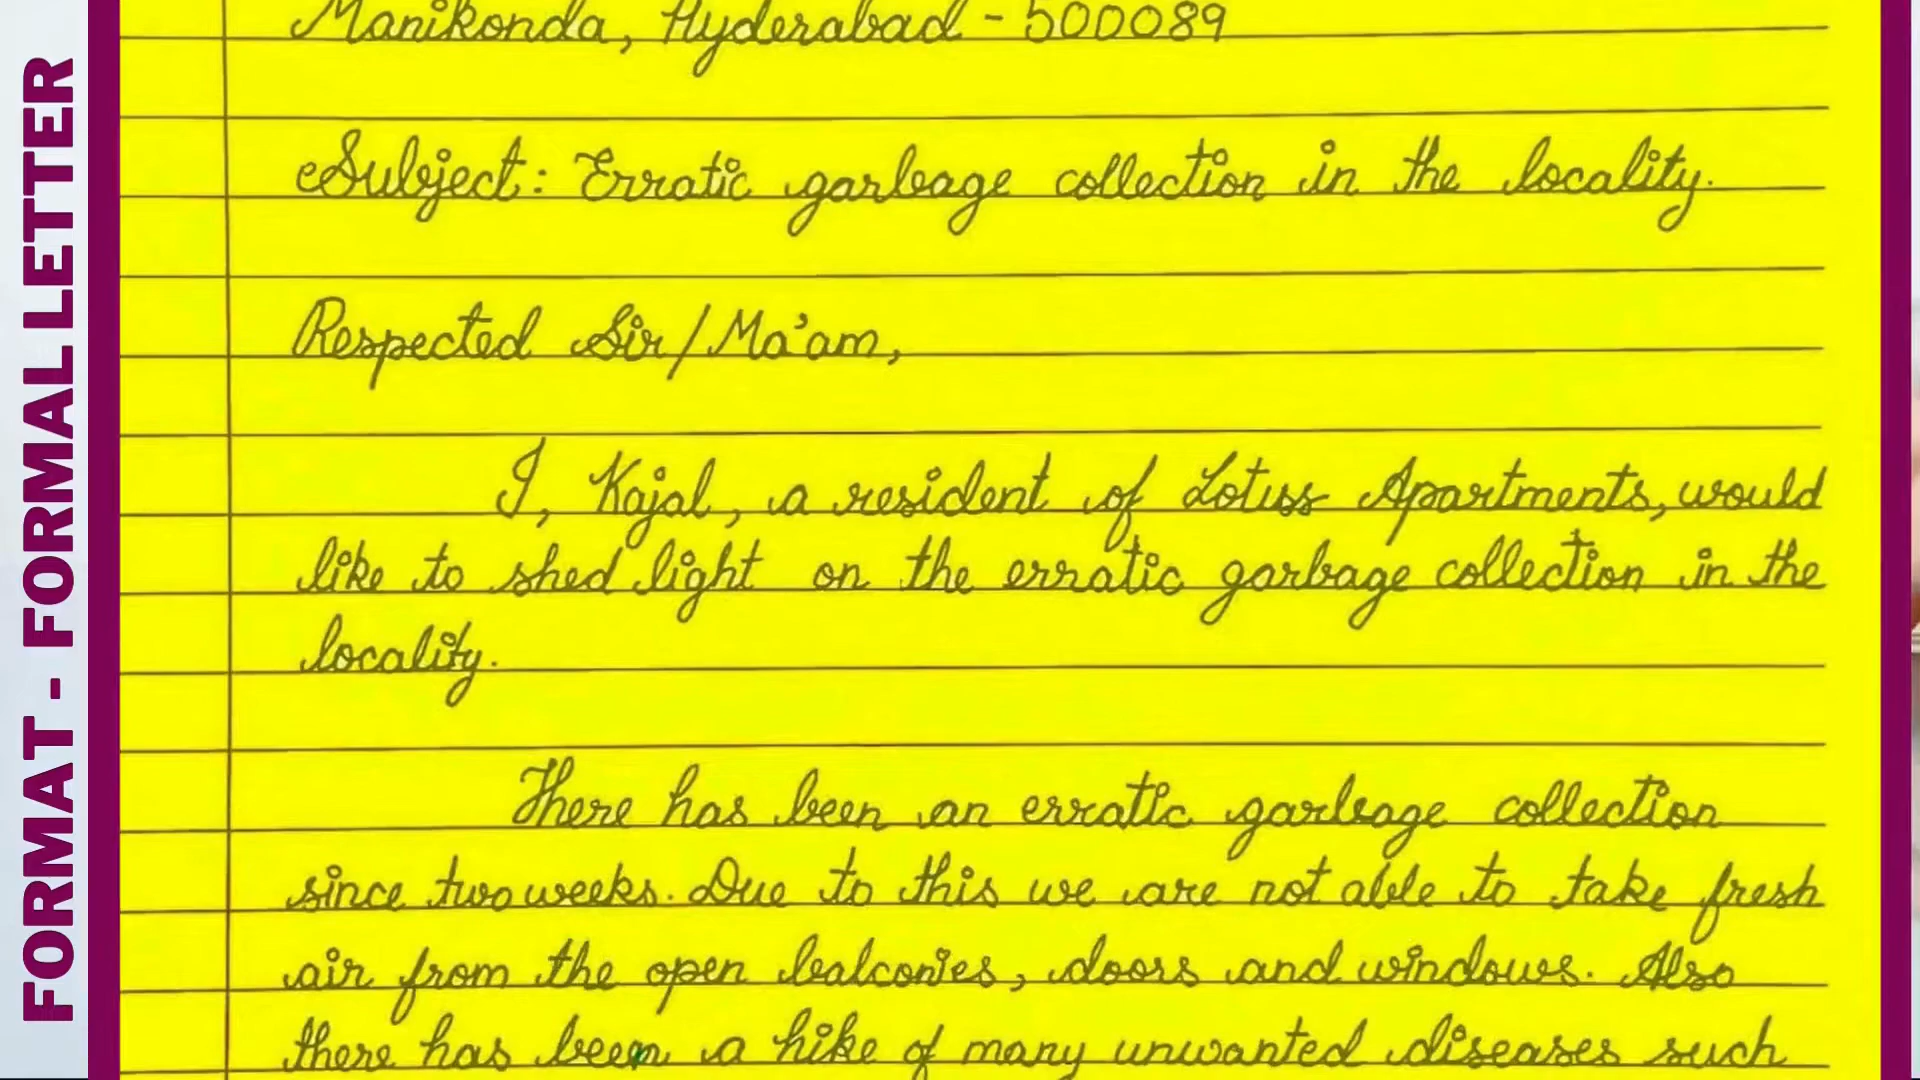 FORMAT - FORMAL LETTER
Manikonda, Hyderabad - 500089
Subject: Erratic garbage collection in the locality.
Respected Sir/Ma'am,
I, Kajal, a resident of Lotus Apartments, would
like to shed light on the erratic garbage collection in the
locality.
There has been an erratic garbage collection
since two weeks. Due to this we are not able to take fresh
air from the open balconies, doors and windows. Also
there has been a hike of many unwanted diseases such